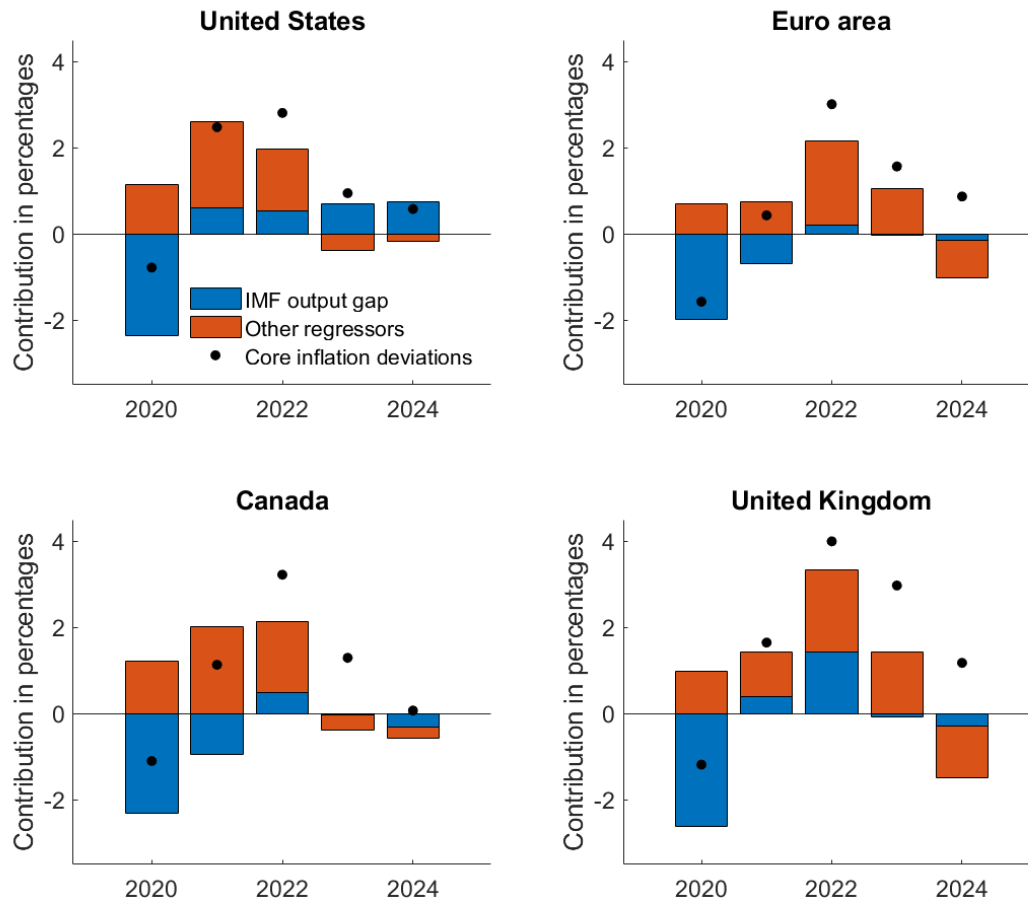 United States
Contribution in percentages
4
2
0
-2
2020
2022
2024
IMF output gap
Other regressors
Core inflation deviations
Euro area
Contribution in percentages
4
2
0
-2
2020
2022
2024
Canada
Contribution in percentages
4
2
0
-2
2020
2022
2024
United Kingdom
Contribution in percentages
4
2
0
-2
2020
2022
2024